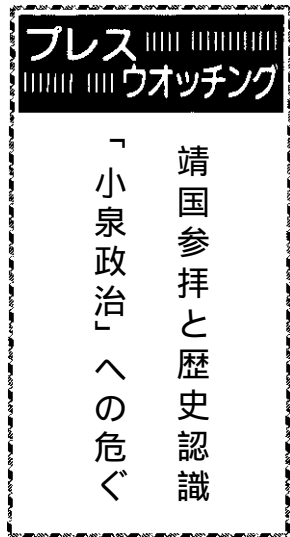 プレス
ウオッチング
靖国参拝と歴史認識
「小泉政治」への危ぐ